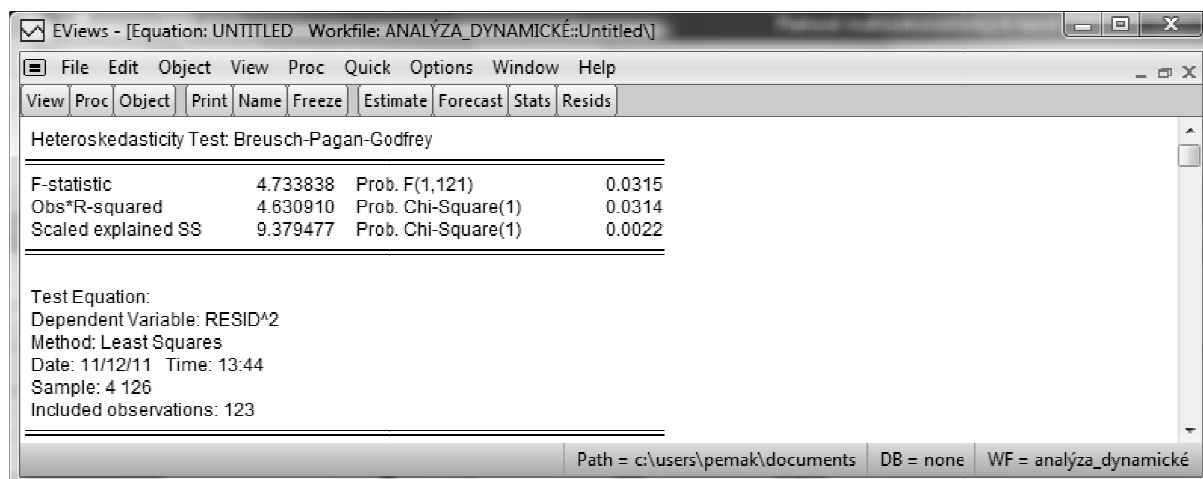 EViews - [Equation: UNTITLED Workfile: ANALÝZA_DYNAMICKÉ::Untitled\]
File Edit Object View Proc Quick Options Window Help
View Proc Object Print Name Freeze Estimate Forecast Stats Resids
Heteroskedasticity Test: Breusch-Pagan-Godfrey
F-statistic 4.733838 Prob. F(1,121) 0.0315
Obs*R-squared 4.630910 Prob. Chi-Square(1) 0.0314
Scaled explained SS 9.379477 Prob. Chi-Square(1) 0.0022
Test Equation:
Dependent Variable: RESID^2
Method: Least Squares
Date: 11/12/11 Time: 13:44
Sample: 4 126
Included observations: 123
Path = c:\users\pemak\documents DB = none WF = analýza_dynamické